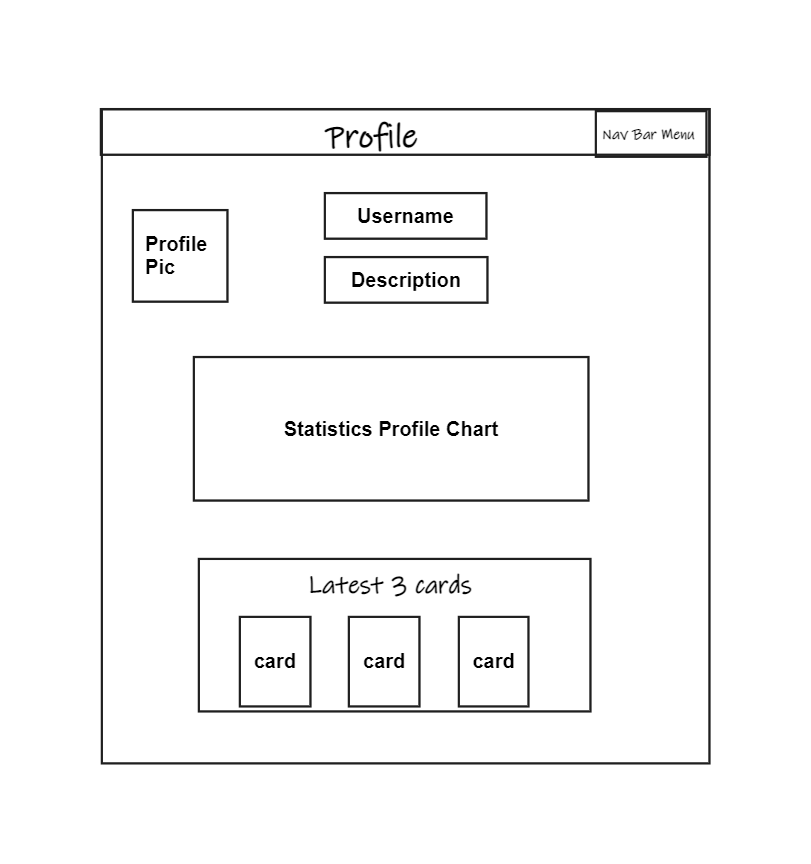 Profile
Nav Bar Menu
Profile
Pic
Username
Description
Statistics Profile Chart
Latest 3 cards
card
card
card